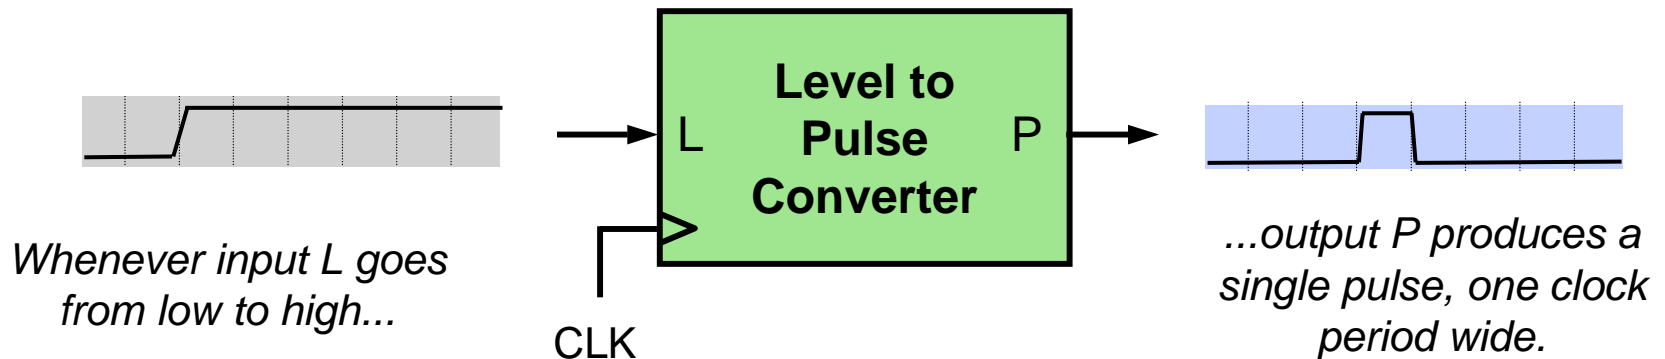 Whenever input L goes
from low to high...
L
Level to
Pulse
Converter
P
CLK
...output P produces a
single pulse, one clock
period wide.